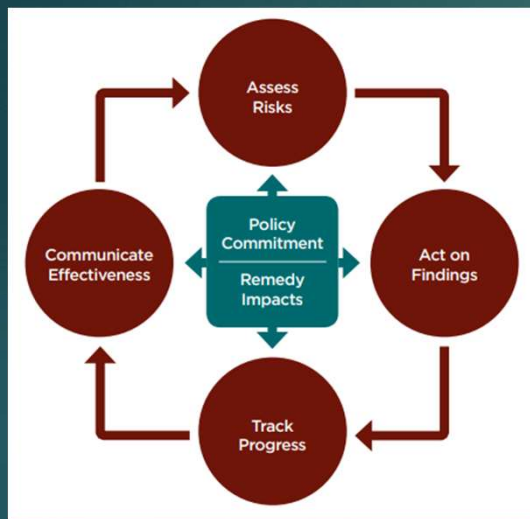 Assess
Risks
Policy
Commitment
Remedy
Impacts
Communicate
Effectiveness
Act on
Findings
Track
Progress